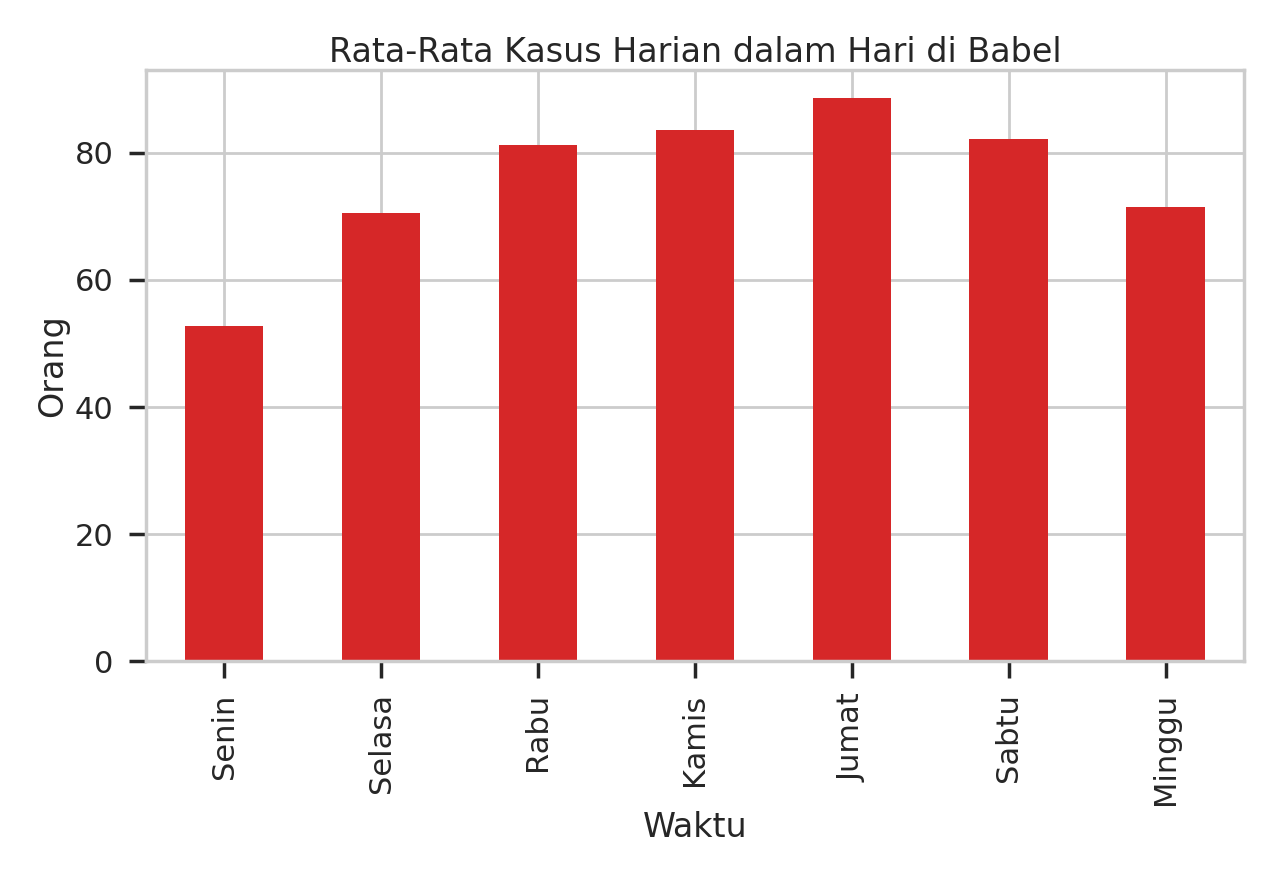 Rata-Rata Kasus Harian dalam Hari di Babel
Orang
80
60
40
20
0
Senin
Selasa
Rabu
Kamis
Jumat
Sabtu
Minggu
Waktu